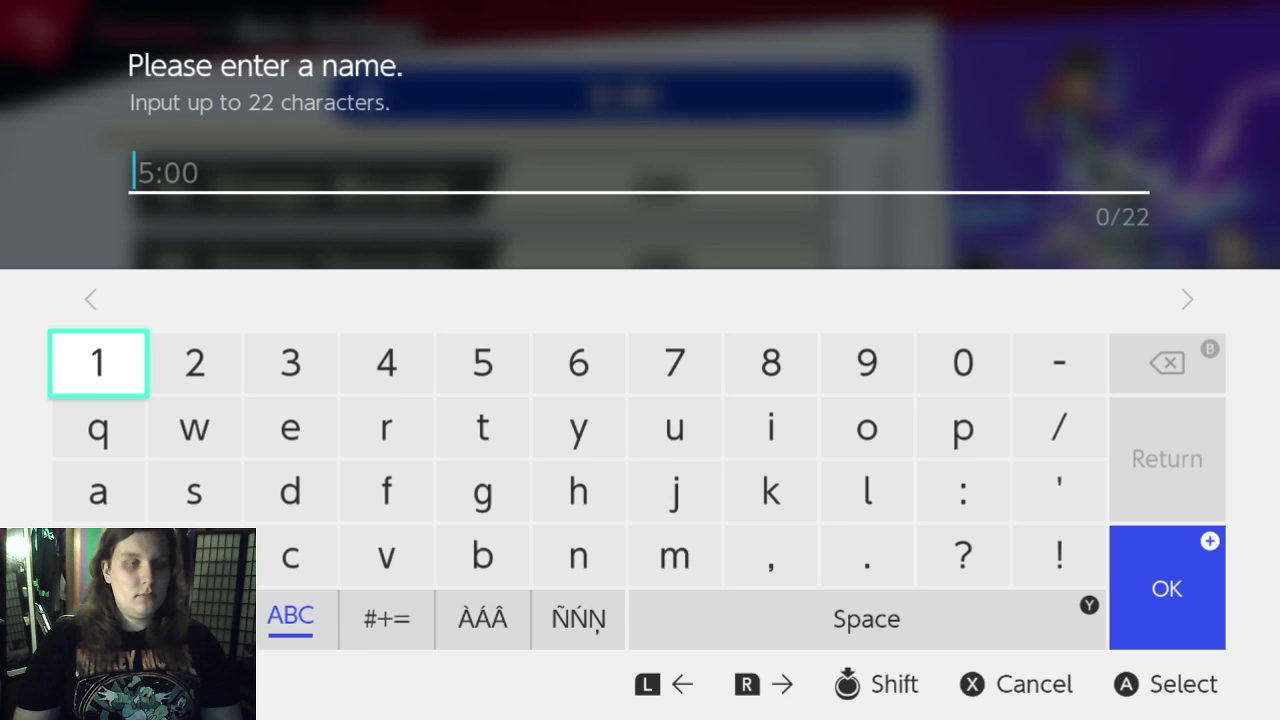 Please enter a name.
Input up to 22 characters.
5:00
0/22
1 2 3 4 5 6 7 8 9 0 - B
q w e r t y u i o p / Return
a s d f g h j k l : '
c v b n m , . ? ! OK
ABC #+= ÀÁÂ ÑŃŅ Space Y
L ← R → Shift X Cancel A Select